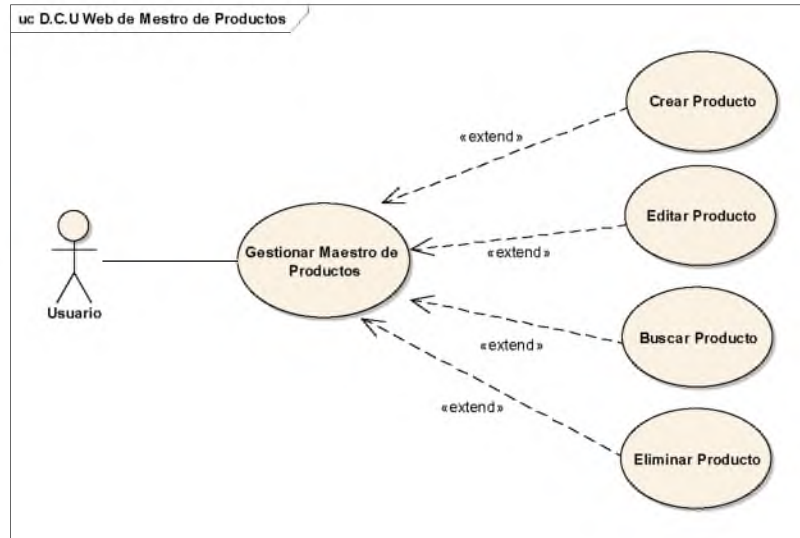 uc D.C.U Web de Mestro de Productos
Crear Producto
«extend»
Editar Producto
«extend»
Gestionar Maestro de
Productos
Usuario
«extend»
Buscar Producto
«extend»
Eliminar Producto